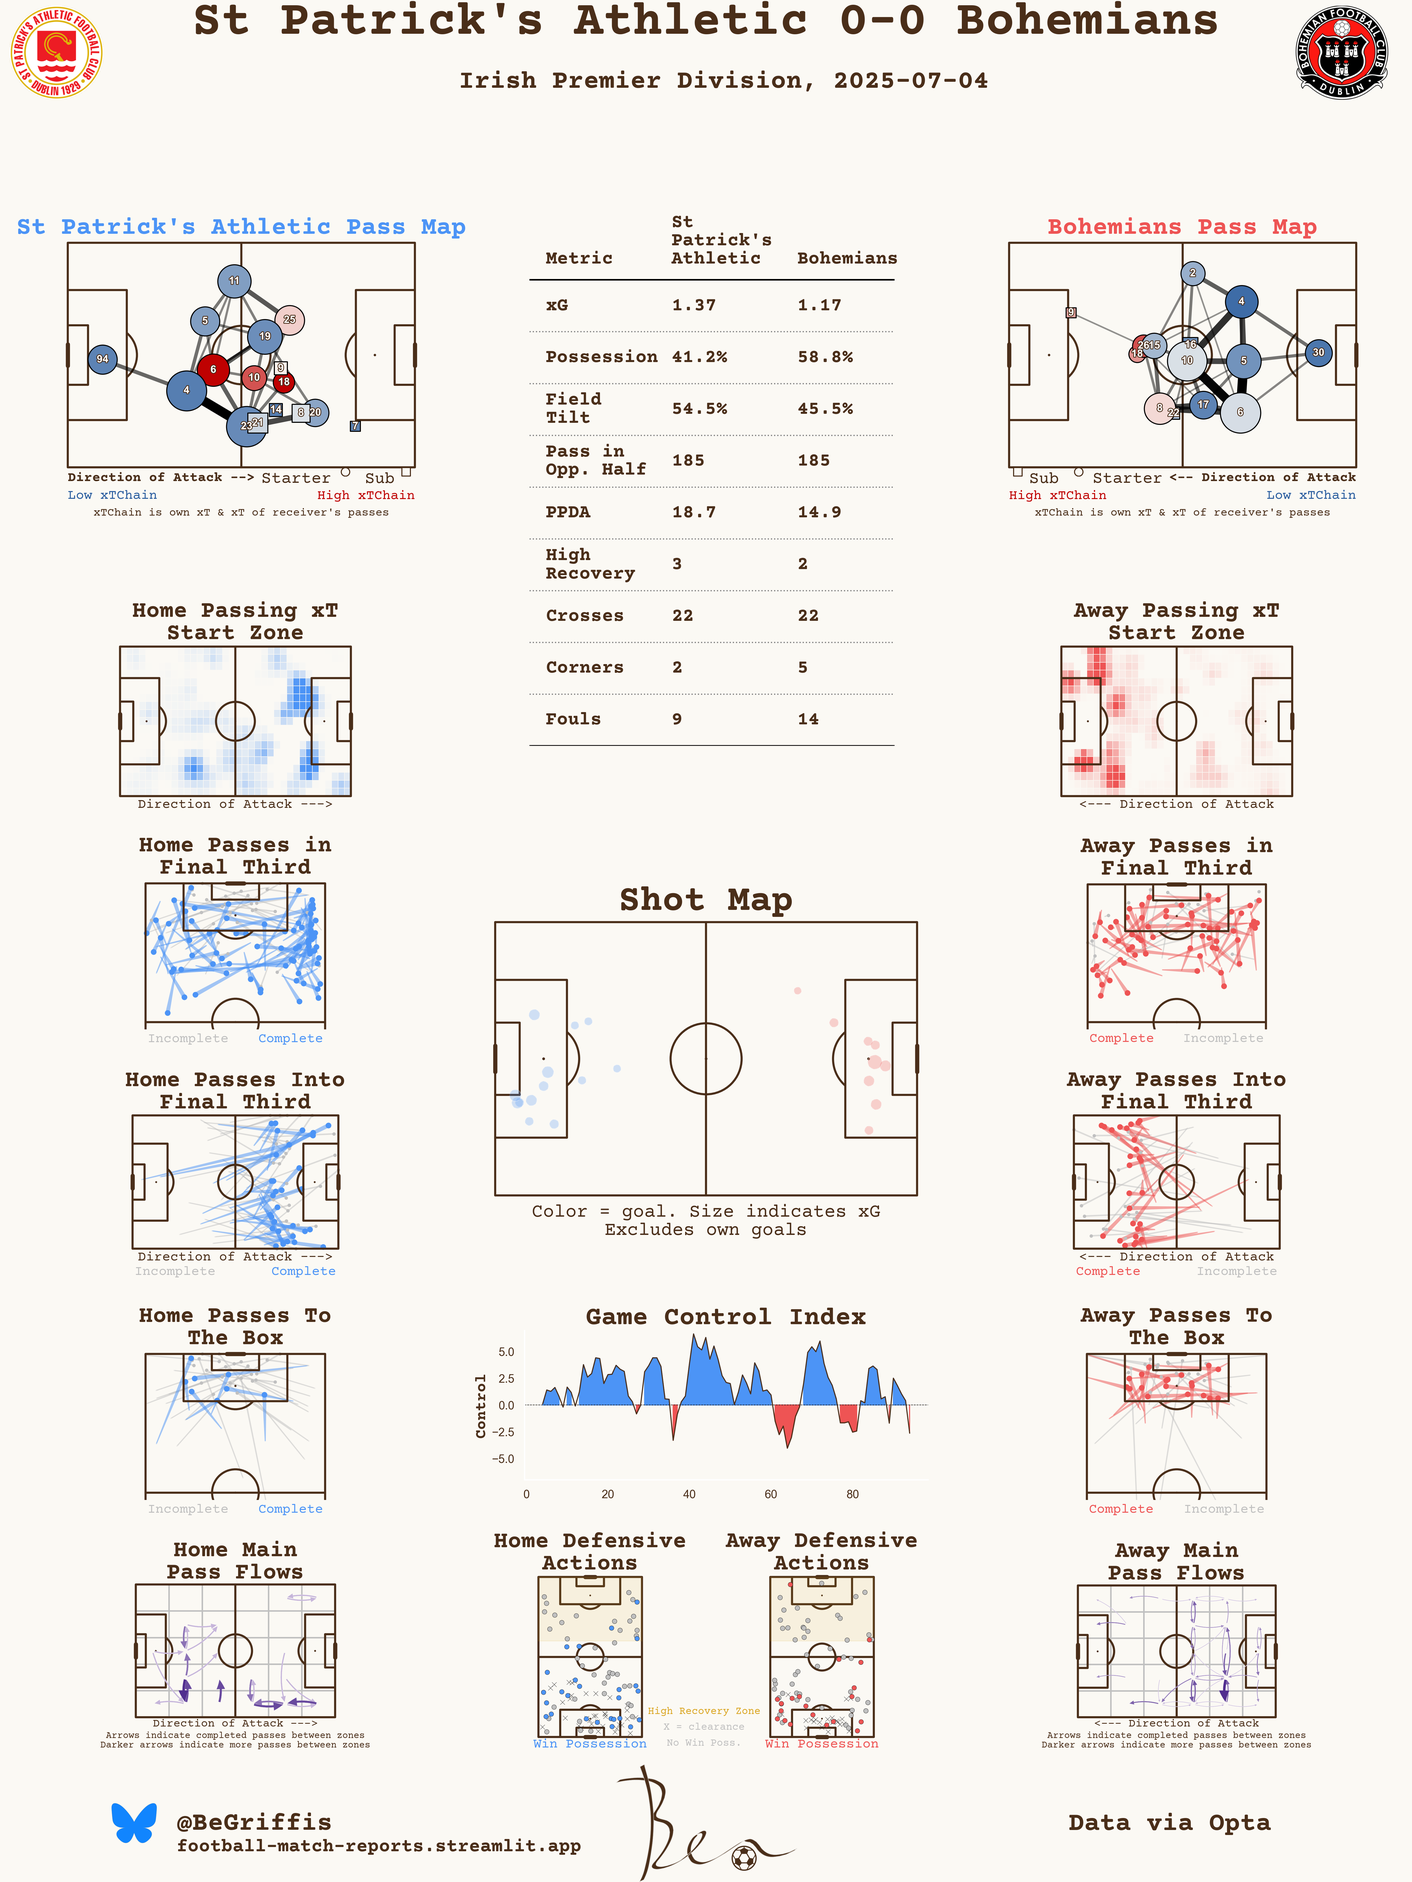 St Patrick's Athletic 0-0 Bohemians
Irish Premier Division, 2025-07-04
ST PATRICK'S ATHLETIC FOOTBALL CLUB
DUBLIN 1929
BOHEMIAN FOOTBALL CLUB
DUBLIN
St Patrick's Athletic Pass Map
11
5
25
19
94
6
10
9
18
4
14
8
20
23
21
7
Direction of Attack --> Starter Sub
Low xTChain High xTChain
xTChain is own xT & xT of receiver's passes
Metric St Patrick's Athletic Bohemians
xG 1.37 1.17
Possession 41.2% 58.8%
Field Tilt 54.5% 45.5%
Pass in Opp. Half 185 185
PPDA 18.7 14.9
High Recovery 3 2
Crosses 22 22
Corners 2 5
Fouls 9 14
Bohemians Pass Map
2
4
9
26
15
16
18
10
5
30
8
22
17
6
Sub Starter <-- Direction of Attack
High xTChain Low xTChain
xTChain is own xT & xT of receiver's passes
Home Passing xT
Start Zone
Direction of Attack --->
Away Passing xT
Start Zone
<--- Direction of Attack
Home Passes in
Final Third
Incomplete Complete
Away Passes in
Final Third
Complete Incomplete
Shot Map
Color = goal. Size indicates xG
Excludes own goals
Home Passes Into
Final Third
Direction of Attack --->
Incomplete Complete
Away Passes Into
Final Third
<--- Direction of Attack
Complete Incomplete
Home Passes To
The Box
Incomplete Complete
Game Control Index
Control
5.0
2.5
0.0
−2.5
−5.0
0 20 40 60 80
Away Passes To
The Box
Complete Incomplete
Home Main
Pass Flows
Direction of Attack --->
Arrows indicate completed passes between zones
Darker arrows indicate more passes between zones
Home Defensive
Actions
Win Possession
High Recovery Zone
X = clearance
No Win Poss.
Away Defensive
Actions
Win Possession
Away Main
Pass Flows
<--- Direction of Attack
Arrows indicate completed passes between zones
Darker arrows indicate more passes between zones
@BeGriffis
football-match-reports.streamlit.app
Ben
Data via Opta